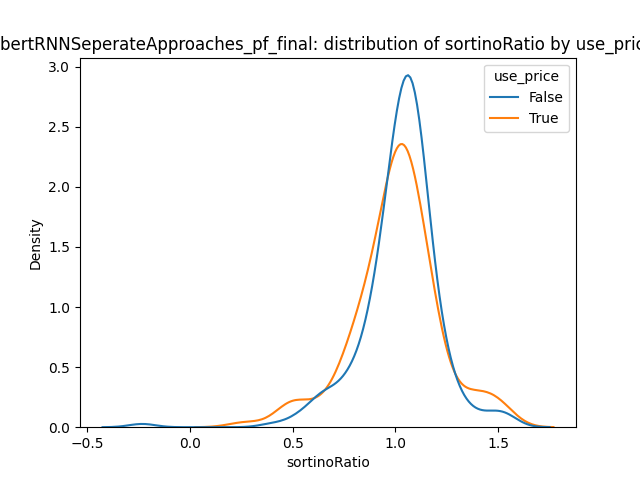 bertRNNSeperateApproaches_pf_final: distribution of sortinoRatio by use_pric
use_price
False
True
Density
3.0
2.5
2.0
1.5
1.0
0.5
0.0
−0.5
0.0
0.5
1.0
1.5
sortinoRatio